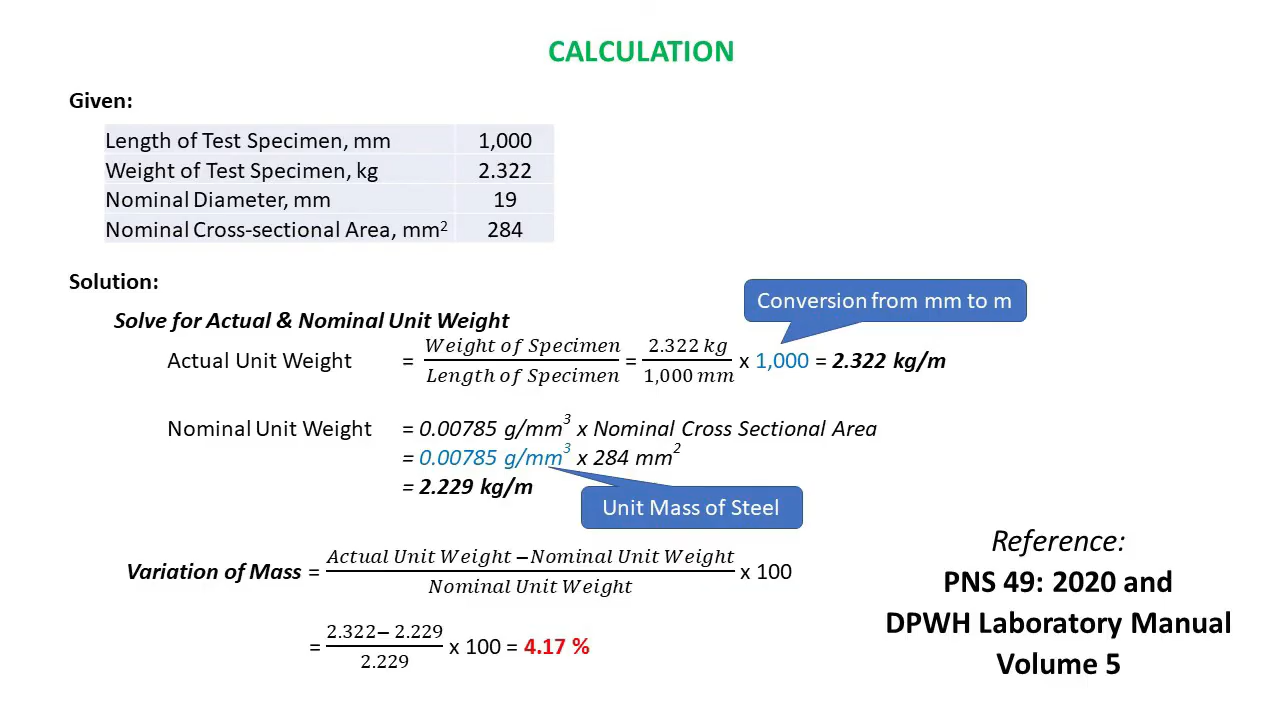 CALCULATION
Given:
Length of Test Specimen, mm 1,000
Weight of Test Specimen, kg 2.322
Nominal Diameter, mm 19
Nominal Cross-sectional Area, mm² 284
Solution:
Conversion from mm to m
Solve for Actual & Nominal Unit Weight
Actual Unit Weight = Weight of Specimen / Length of Specimen = 2.322 kg / 1,000 mm x 1,000 = 2.322 kg/m
Nominal Unit Weight = 0.00785 g/mm³ x Nominal Cross Sectional Area
= 0.00785 g/mm³ x 284 mm²
= 2.229 kg/m
Unit Mass of Steel
Variation of Mass = Actual Unit Weight − Nominal Unit Weight / Nominal Unit Weight x 100
= 2.322− 2.229 / 2.229 x 100 = 4.17 %
Reference:
PNS 49: 2020 and
DPWH Laboratory Manual
Volume 5